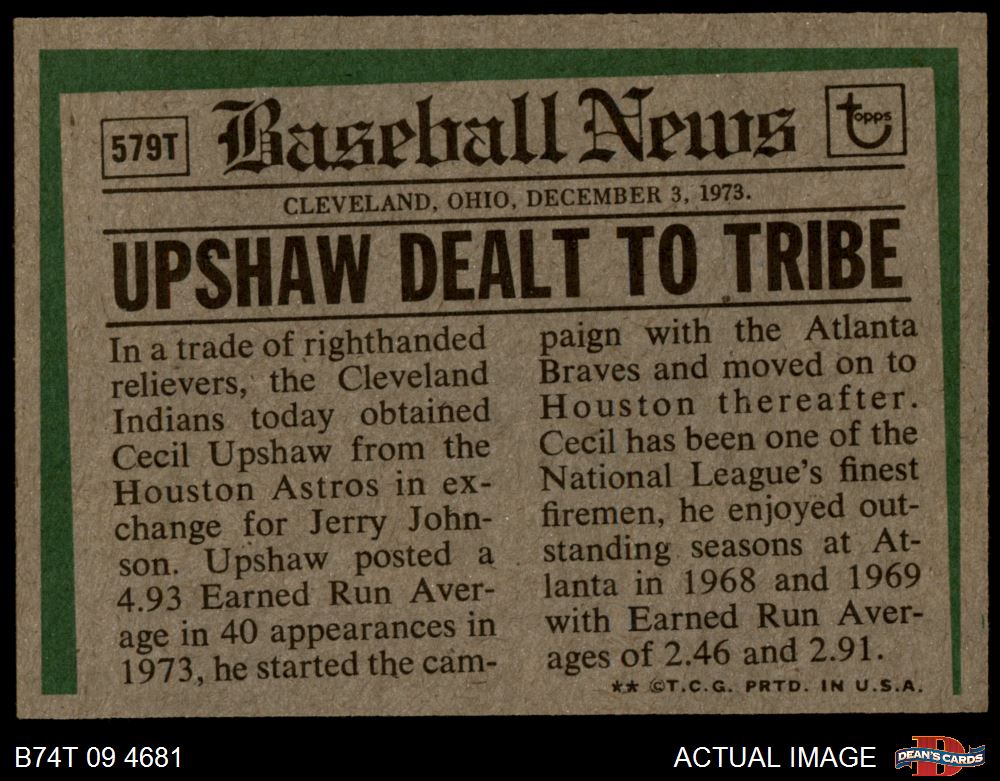 579T
Baseball News
topps
CLEVELAND, OHIO, DECEMBER 3, 1973.
UPSHAW DEALT TO TRIBE
In a trade of righthanded
relievers, the Cleveland
Indians today obtained
Cecil Upshaw from the
Houston Astros in ex-
change for Jerry John-
son. Upshaw posted a
4.93 Earned Run Aver-
age in 40 appearances in
1973, he started the cam-
paign with the Atlanta
Braves and moved on to
Houston thereafter.
Cecil has been one of the
National League's finest
firemen, he enjoyed out-
standing seasons at At-
lanta in 1968 and 1969
with Earned Run Aver-
ages of 2.46 and 2.91.
** ©T.C.G. PRTD. IN U.S.A.
B74T 09 4681
ACTUAL IMAGE
D
DEAN'S CARDS